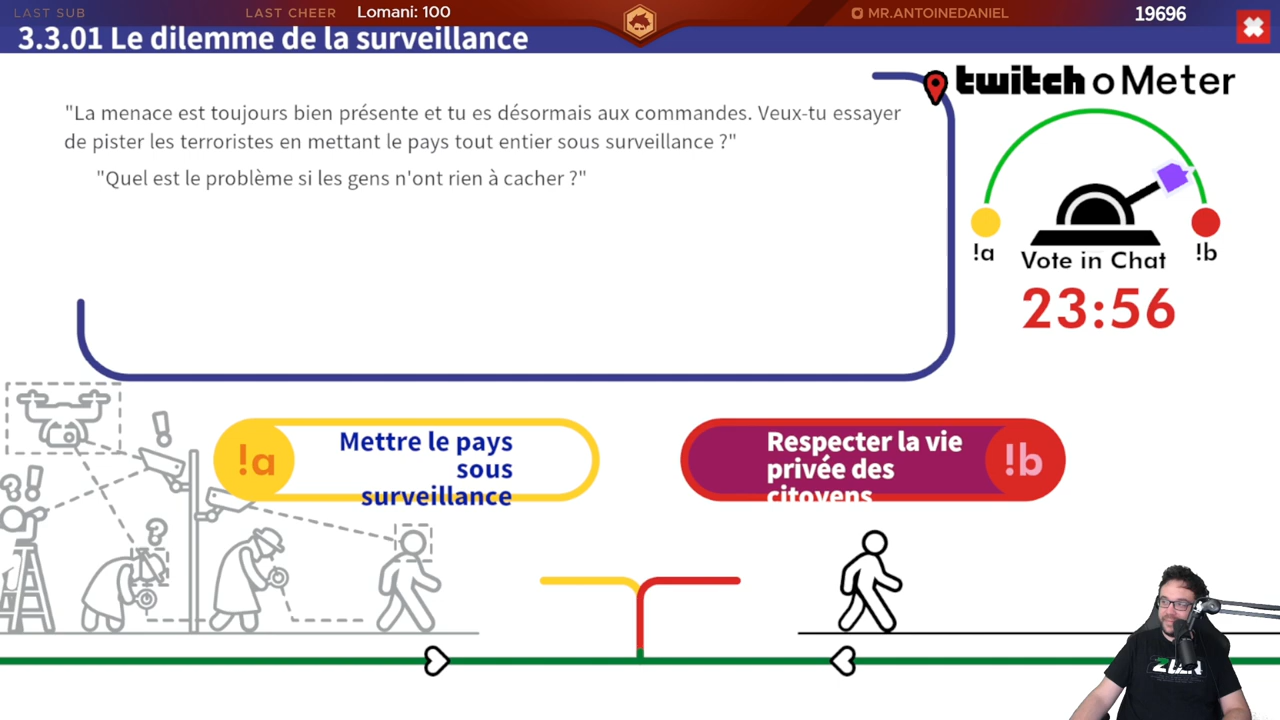 LAST SUB
LAST CHEER Lomani: 100
MR.ANTOINEDANIEL
19696
3.3.01 Le dilemme de la surveillance
"La menace est toujours bien présente et tu es désormais aux commandes. Veux-tu essayer
de pister les terroristes en mettant le pays tout entier sous surveillance ?"
"Quel est le problème si les gens n'ont rien à cacher ?"
twitch o Meter
!a
Vote in Chat
!b
23:56
!a
Mettre le pays
sous
surveillance
Respecter la vie
privée des
citoyens
!b